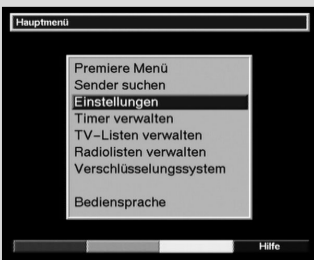 Hauptmenü
Premiere Menü
Sender suchen
Einstellungen
Timer verwalten
TV-Listen verwalten
Radiolisten verwalten
Verschlüsselungssystem
Bediensprache
Hilfe